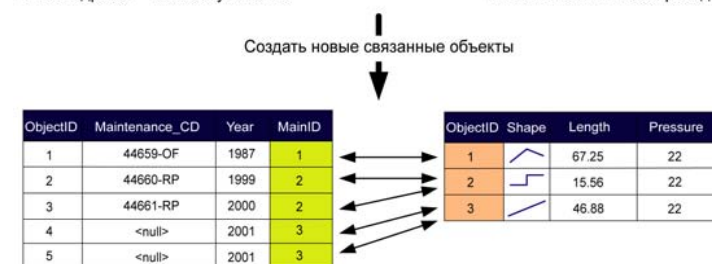 Создать новые связанные объекты
ObjectID Maintenance_CD Year MainID
1 44659-OF 1987 1
2 44660-RP 1999 2
3 44661-RP 2000 2
4 <null> 2001 3
5 <null> 2001 3
ObjectID Shape Length Pressure
1 67.25 22
2 15.56 22
3 46.88 22